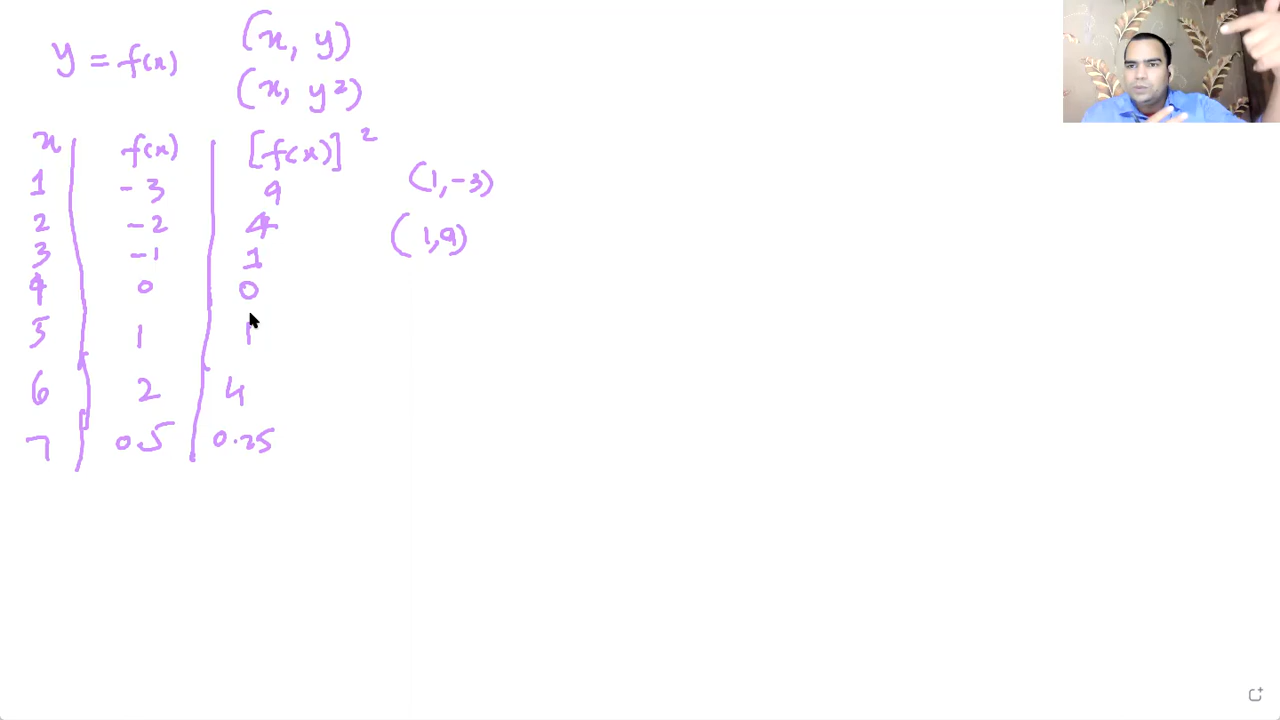 y = f(x) (x, y)
(x, y²)
x f(x) [f(x)]²
1 -3 9 (1,-3)
2 -2 4 (1,9)
3 -1 1
4 0 0
5 1 1
6 2 4
7 0.5 0.25